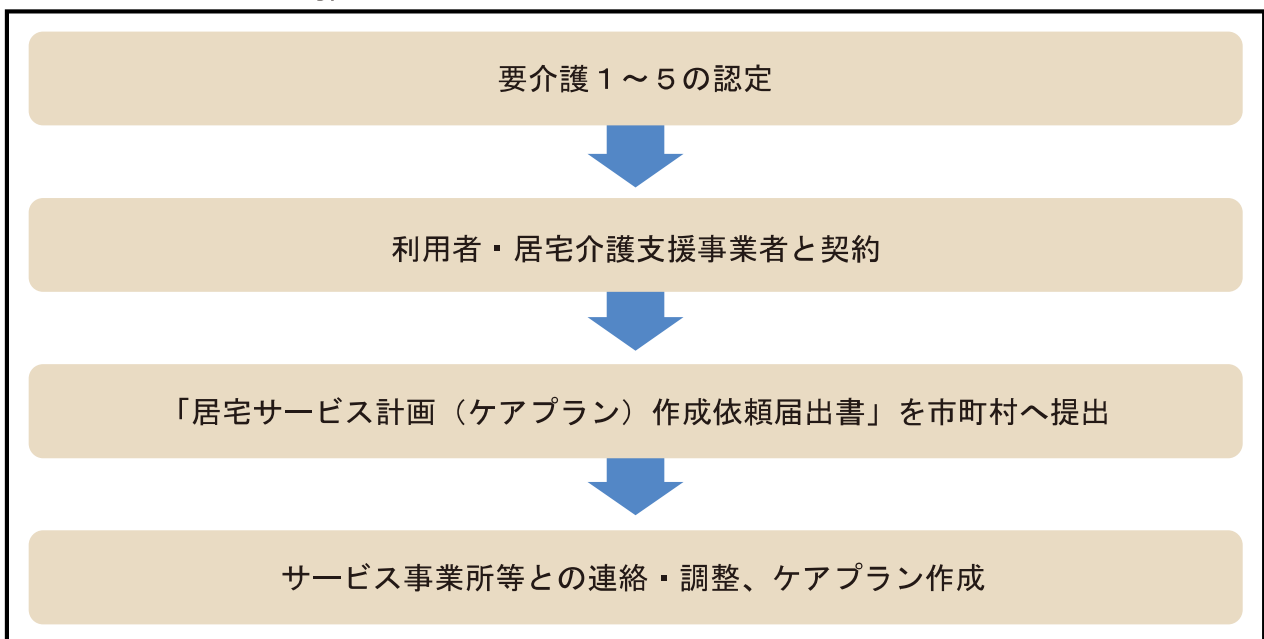 要介護１～５の認定
利用者・居宅介護支援事業者と契約
「居宅サービス計画（ケアプラン）作成依頼届出書」を市町村へ提出
サービス事業所等との連絡・調整、ケアプラン作成